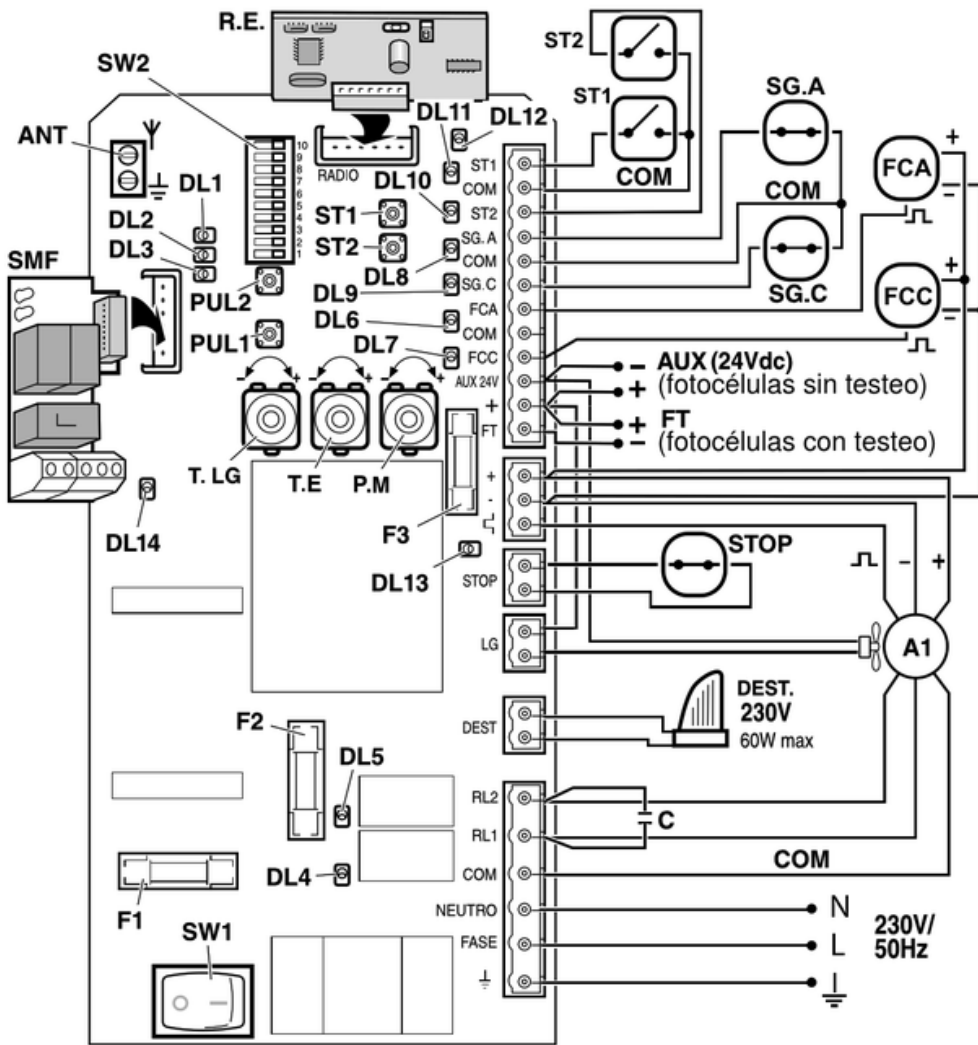 R.E.
SW2
ANT
DL1
DL2
DL3
SMF
PUL2
PUL1
10
9
8
7
6
5
4
3
2
1
RADIO
DL11
DL12
DL10
ST1
ST2
DL8
DL9
DL6
DL7
- +
- +
- +
T. LG
T.E
P.M
F3
DL14
DL13
F2
DL5
DL4
F1
SW1
ST1
COM
ST2
SG.A
COM
SG.C
FCA
COM
FCC
AUX 24V
+
FT
+
-
STOP
LG
DEST
RL2
RL1
COM
NEUTRO
FASE
ST2
ST1
COM
SG.A
COM
SG.C
FCA
+
-
FCC
+
-
- AUX (24Vdc)
+ (fotocélulas sin testeo)
+ FT
- (fotocélulas con testeo)
STOP
- +
A1
DEST.
230V
60W max
C
COM
N
L
230V/
50Hz